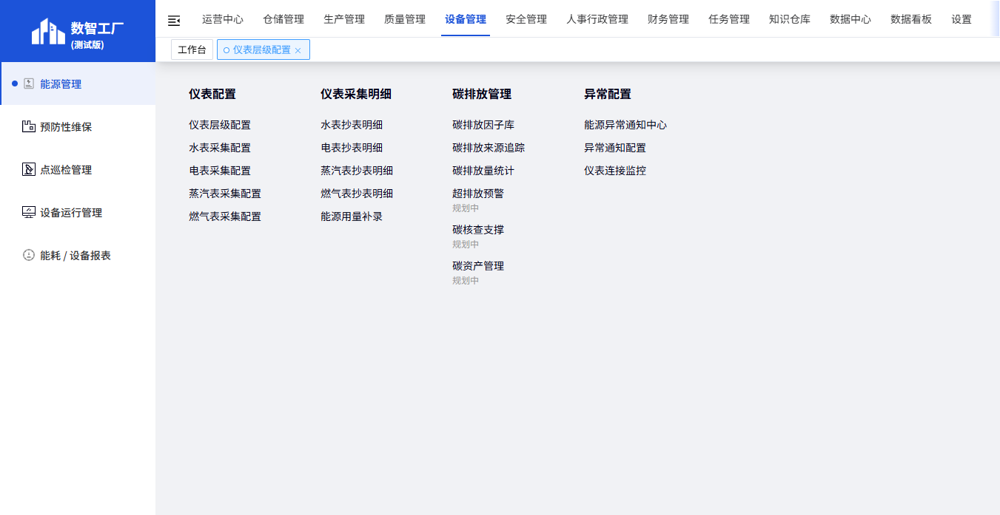 数智工厂
(测试版)
运营中心 仓储管理 生产管理 质量管理 设备管理 安全管理 人事行政管理 财务管理 任务管理 知识仓库 数据中心 数据看板 设置
工作台 仪表层级配置
能源管理
预防性维保
点巡检管理
设备运行管理
能耗 / 设备报表
仪表配置
仪表层级配置
水表采集配置
电表采集配置
蒸汽表采集配置
燃气表采集配置
仪表采集明细
水表抄表明细
电表抄表明细
蒸汽表抄表明细
燃气表抄表明细
能源用量补录
碳排放管理
碳排放因子库
碳排放来源追踪
碳排放量统计
超排放预警
规划中
碳核查支撑
规划中
碳资产管理
规划中
异常配置
能源异常通知中心
异常通知配置
仪表连接监控